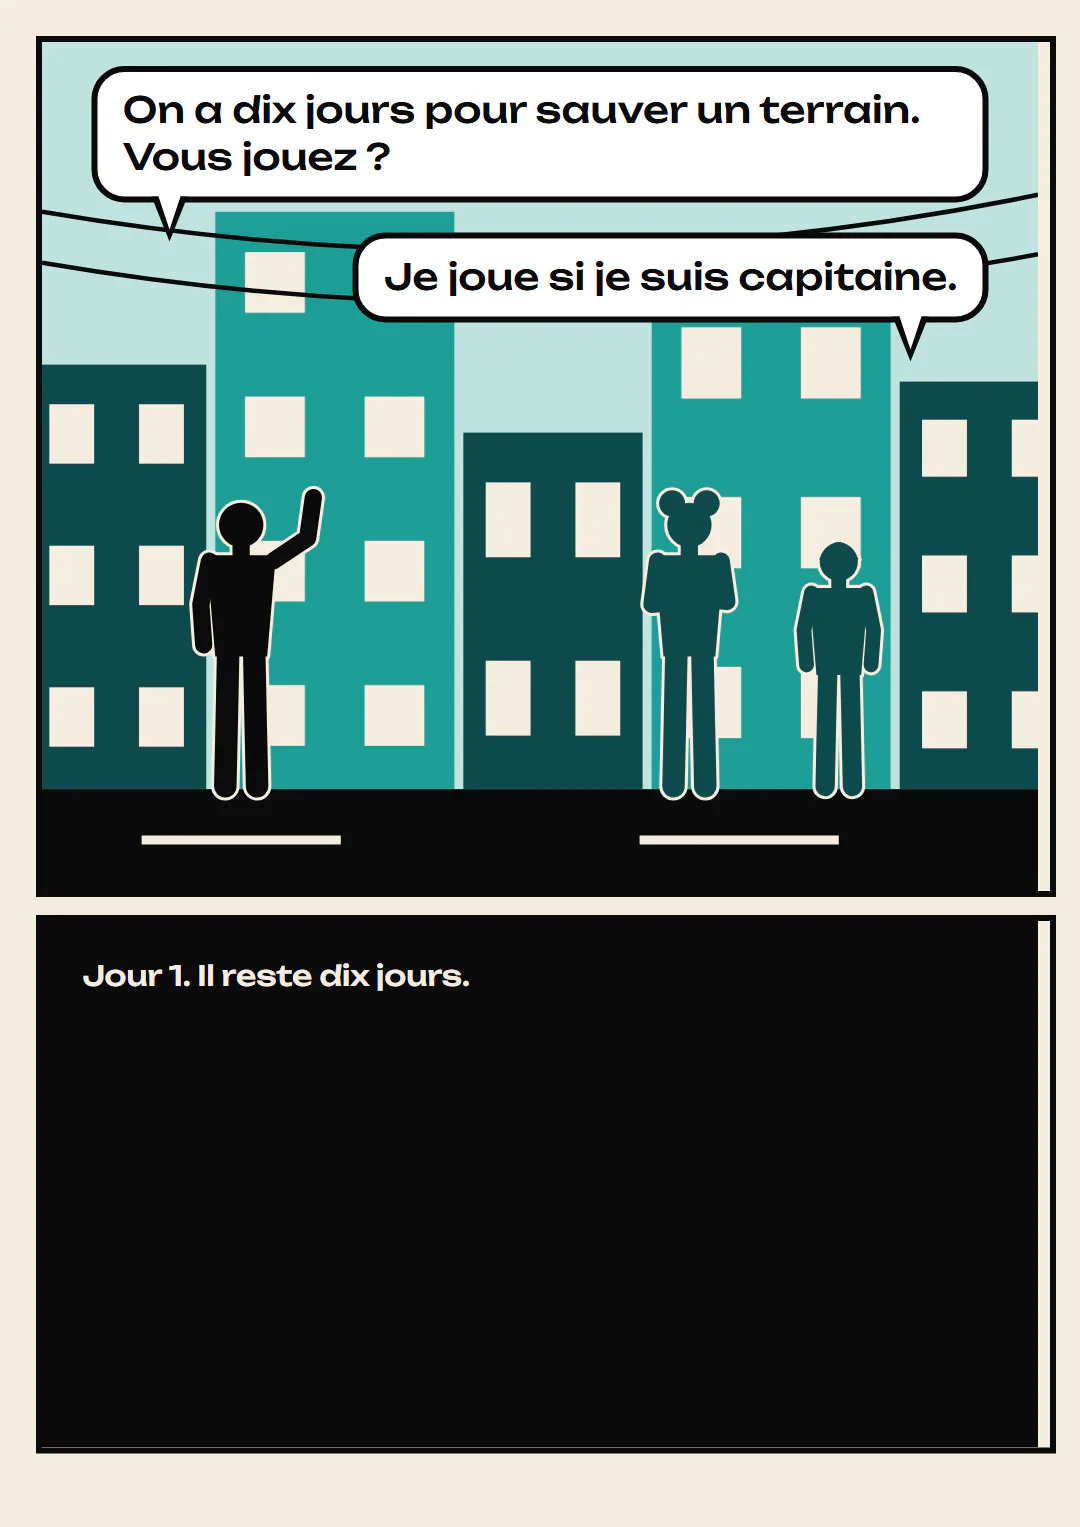 On a dix jours pour sauver un terrain.
Vous jouez ?
Je joue si je suis capitaine.
Jour 1. Il reste dix jours.